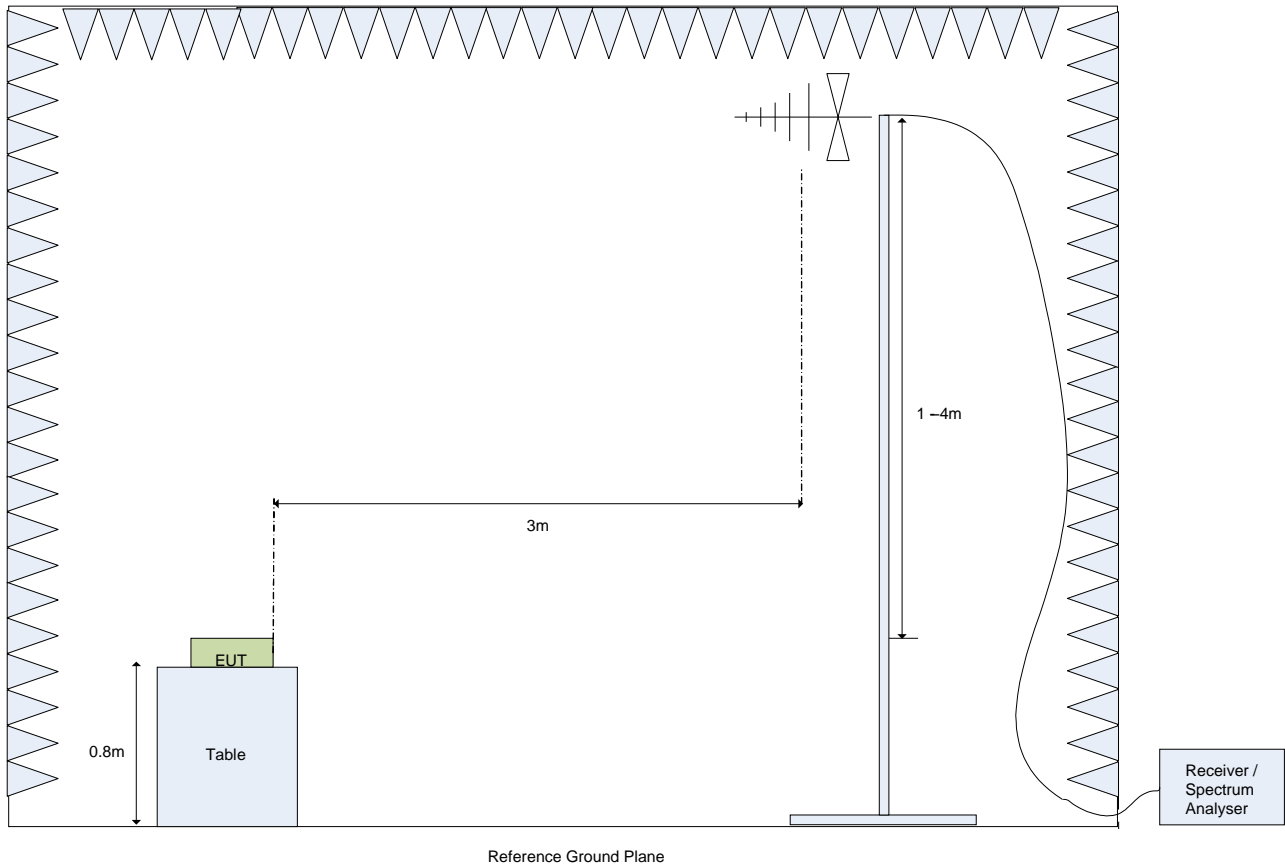 1 –4m
3m
EUT
0.8m
Table
Receiver /
Spectrum
Analyser
Reference Ground Plane